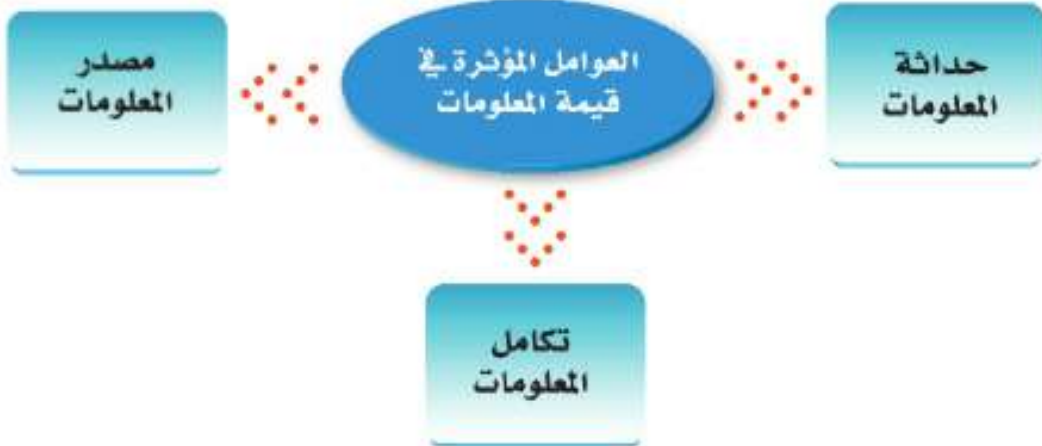 العوامل المؤثرة في
قيمة المعلومات
حداثة
المعلومات
مصدر
المعلومات
تكامل
المعلومات